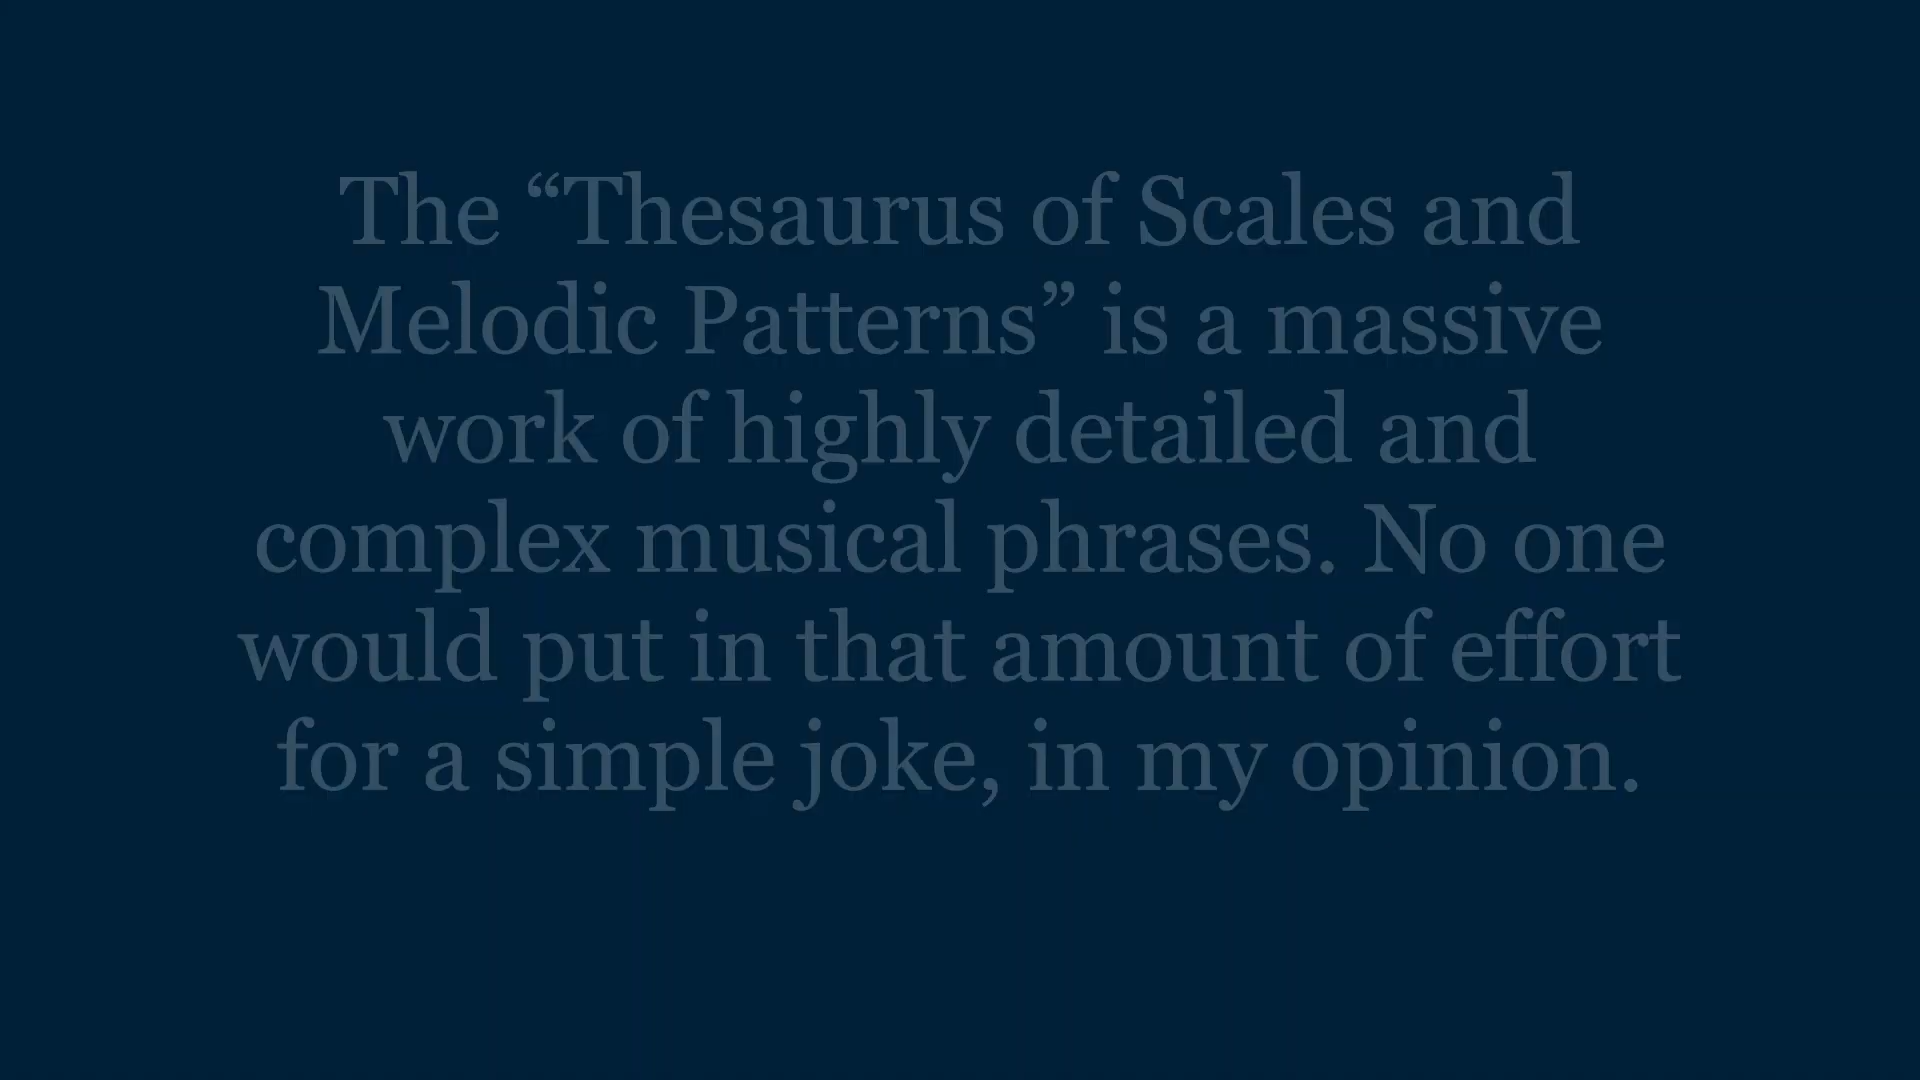 The “Thesaurus of Scales and
Melodic Patterns” is a massive
work of highly detailed and
complex musical phrases. No one
would put in that amount of effort
for a simple joke, in my opinion.